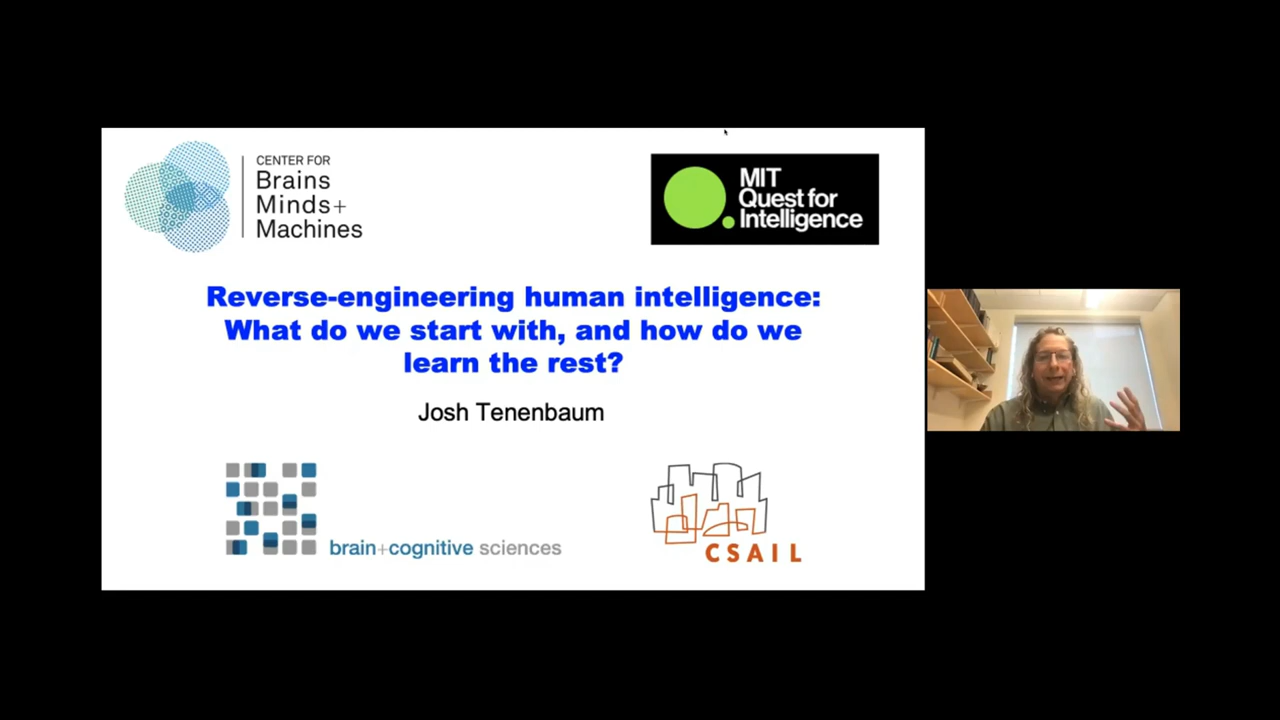 CENTER FOR
Brains
Minds+
Machines
MIT
Quest for
Intelligence
Reverse-engineering human intelligence:
What do we start with, and how do we
learn the rest?
Josh Tenenbaum
brain+cognitive sciences
CSAIL